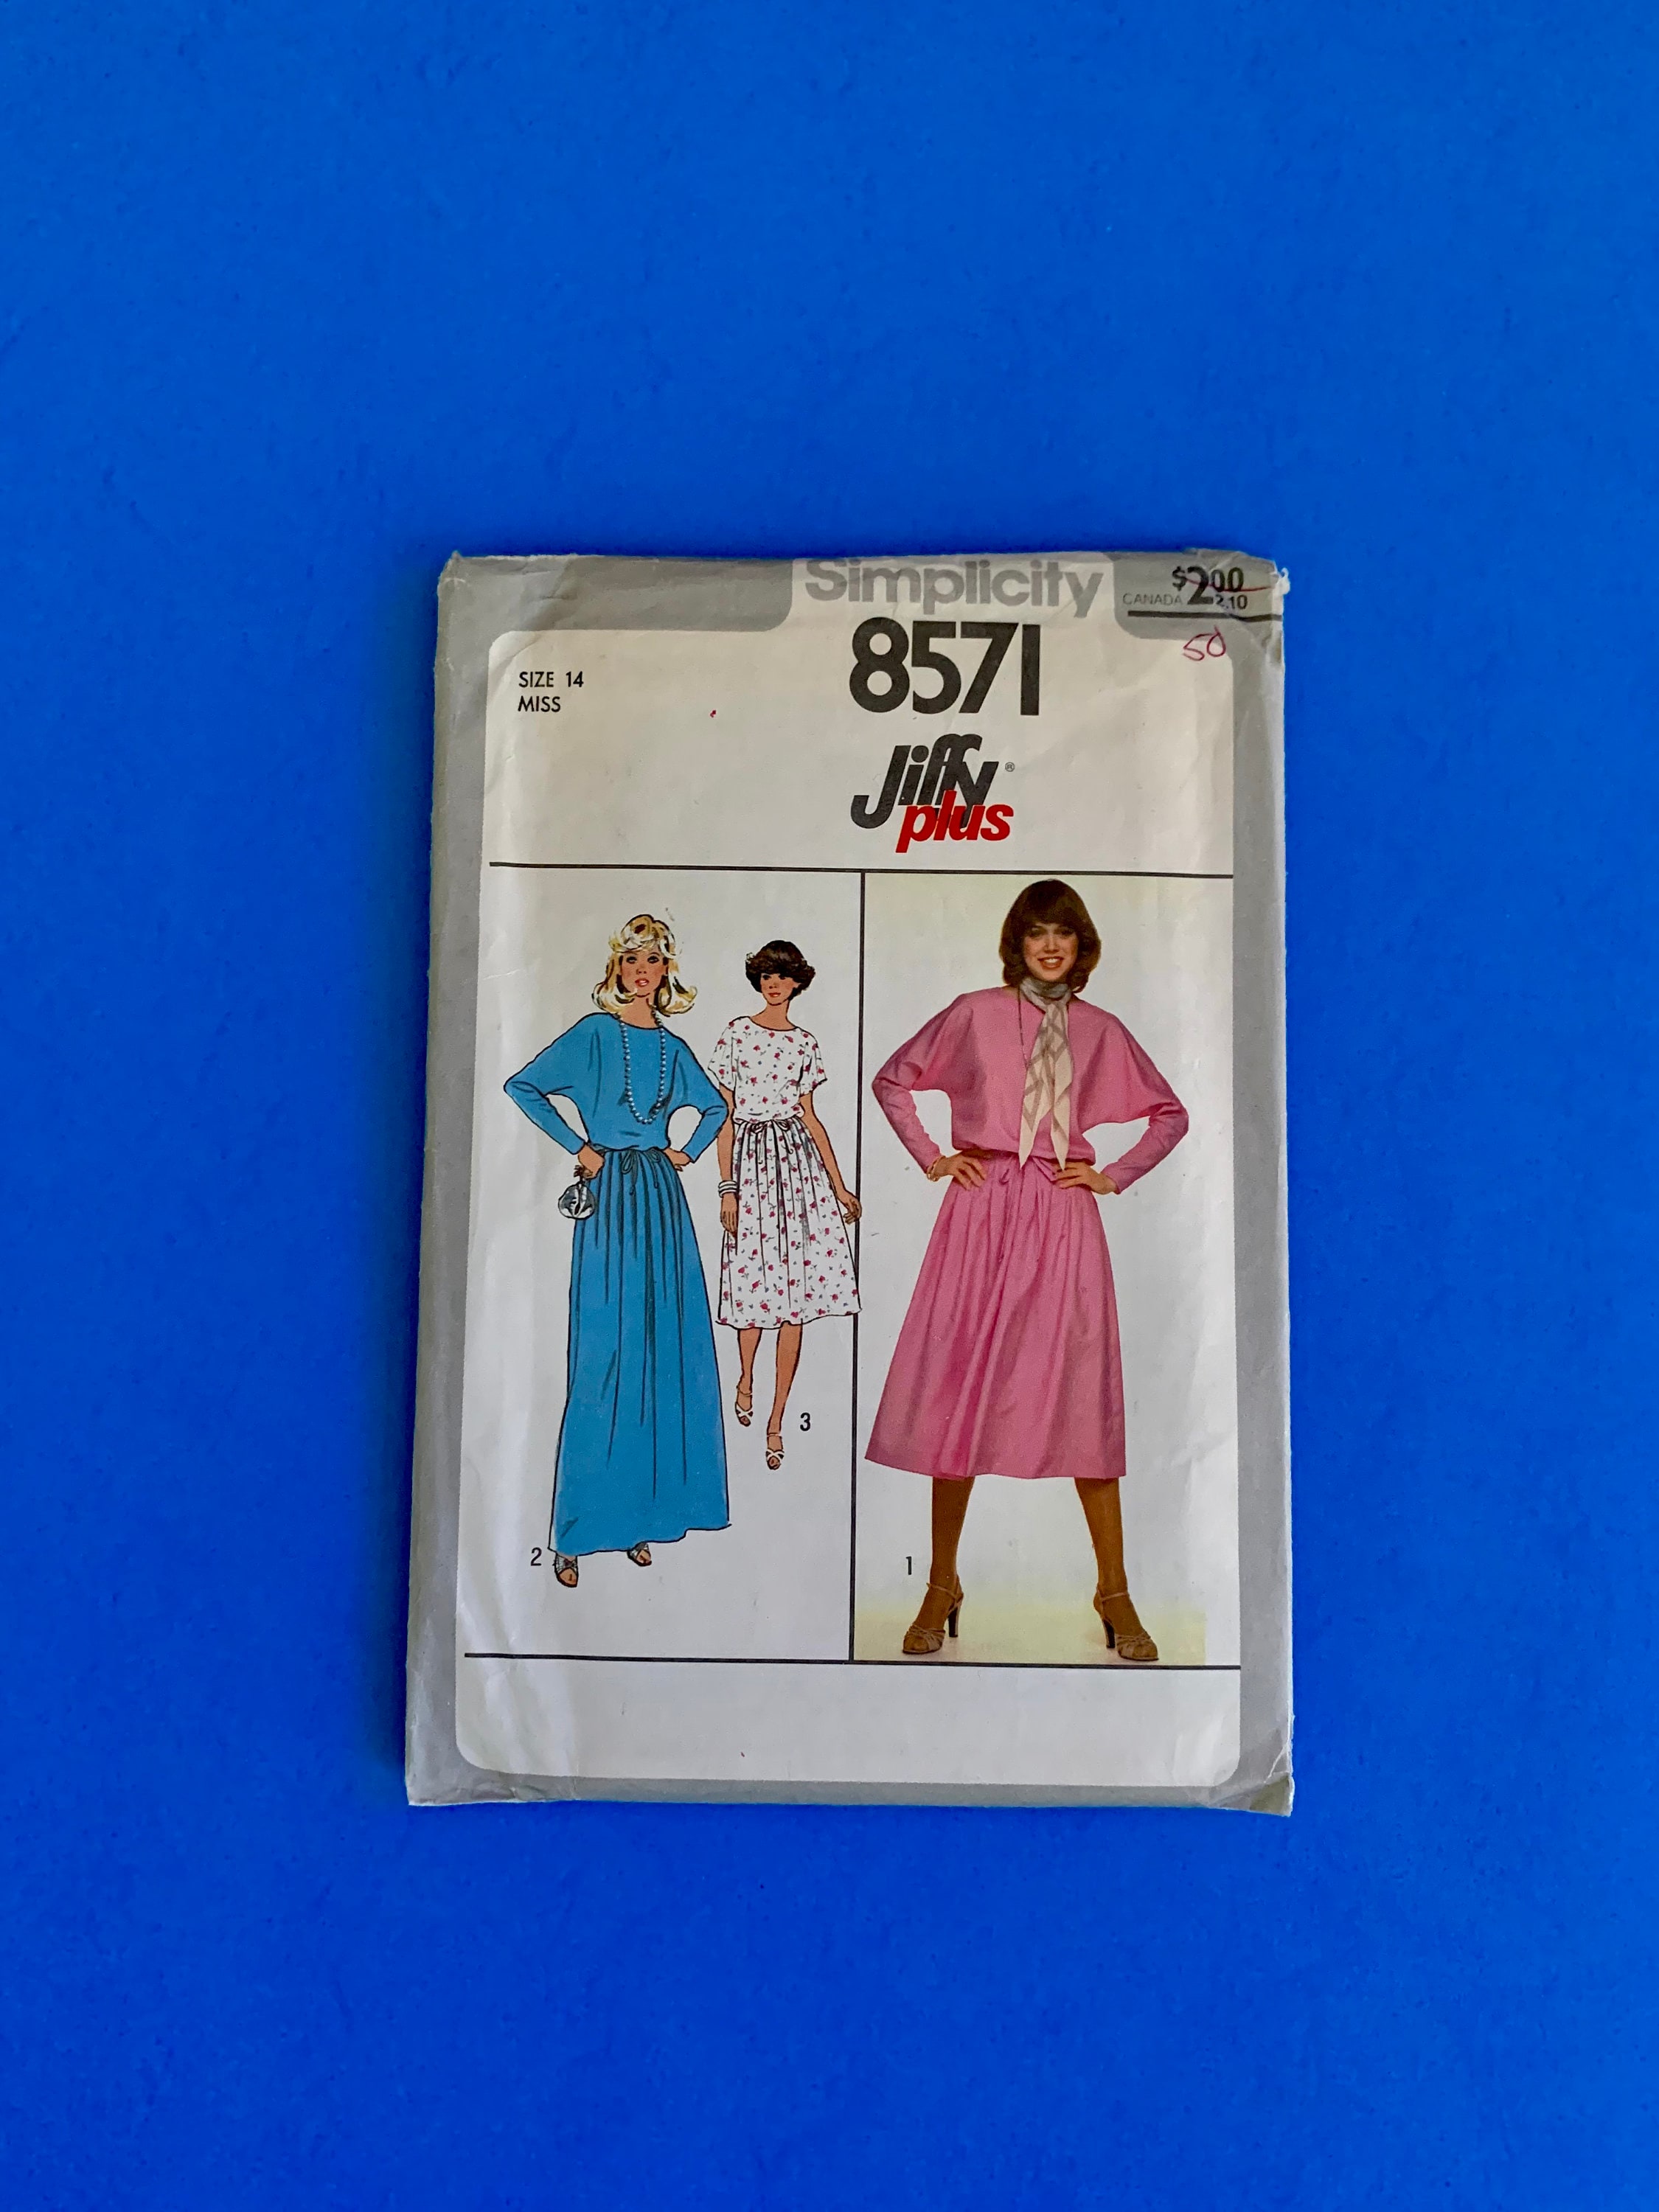 Simplicity
$2.00
CANADA 2.10
8571
50
SIZE 14
MISS
Jiffy®
plus
3
2
1